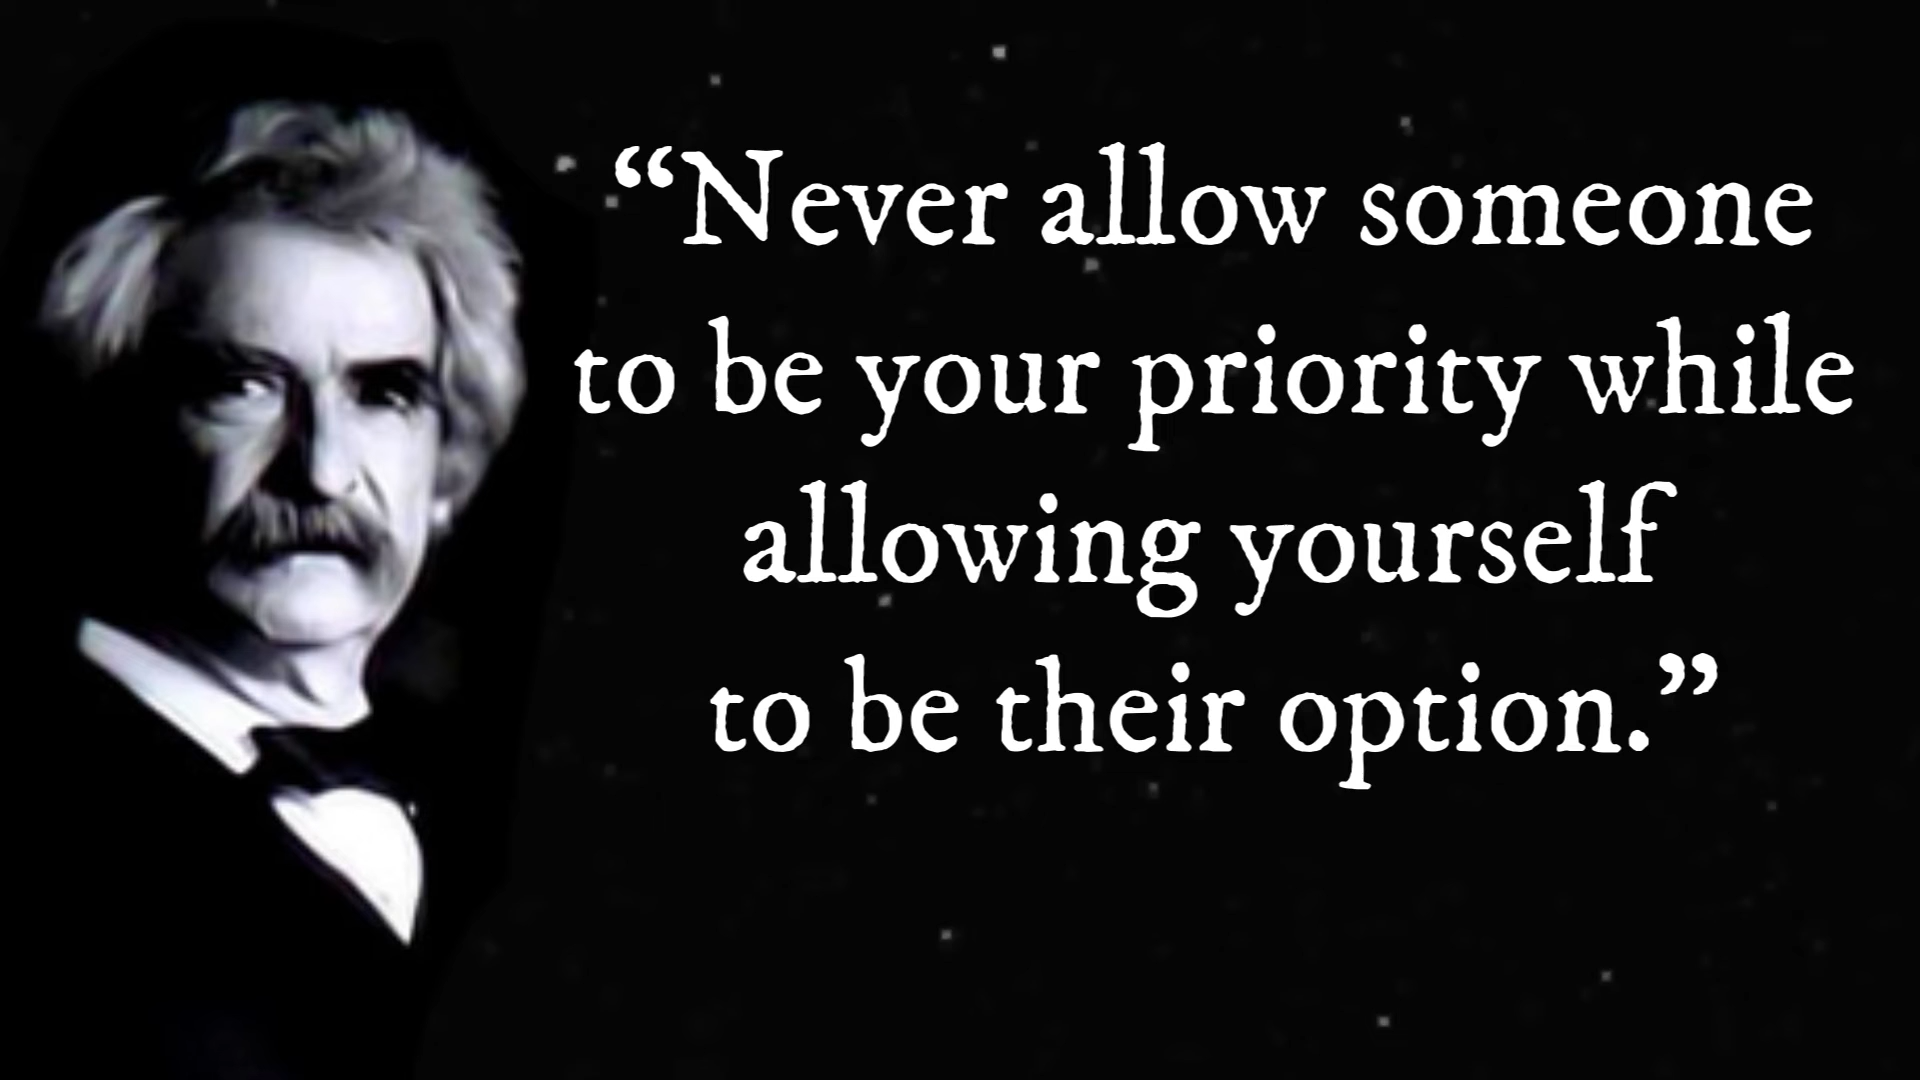 “Never allow someone
to be your priority while
allowing yourself
to be their option.”